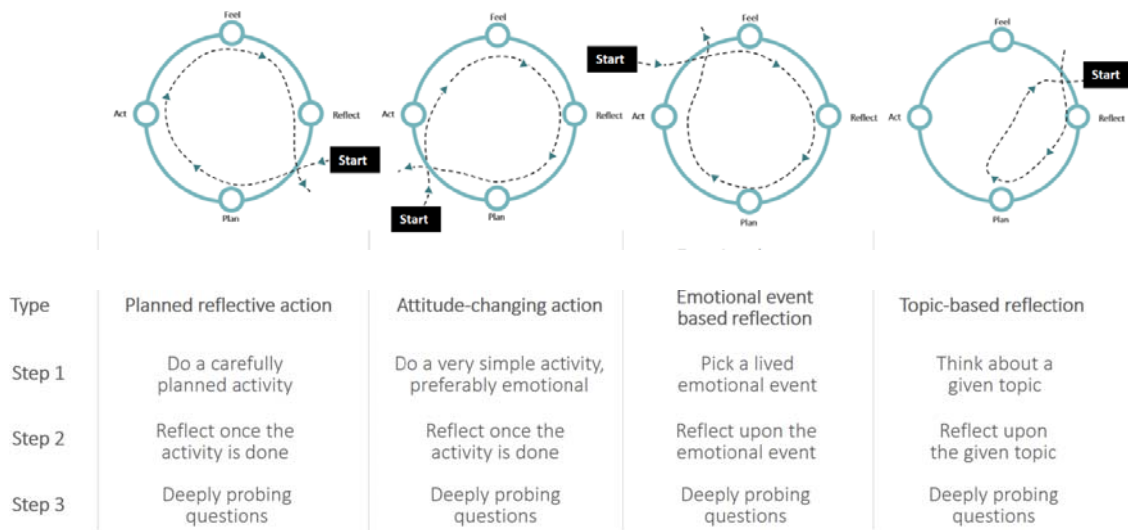 Feel
Act
Reflect
Start
Plan
Feel
Act
Reflect
Start
Plan
Start
Feel
Act
Reflect
Plan
Feel
Start
Act
Reflect
Plan
Type
Planned reflective action
Attitude-changing action
Emotional event
based reflection
Topic-based reflection
Step 1
Do a carefully
planned activity
Do a very simple activity,
preferably emotional
Pick a lived
emotional event
Think about a
given topic
Step 2
Reflect once the
activity is done
Reflect once the
activity is done
Reflect upon the
emotional event
Reflect upon
the given topic
Step 3
Deeply probing
questions
Deeply probing
questions
Deeply probing
questions
Deeply probing
questions